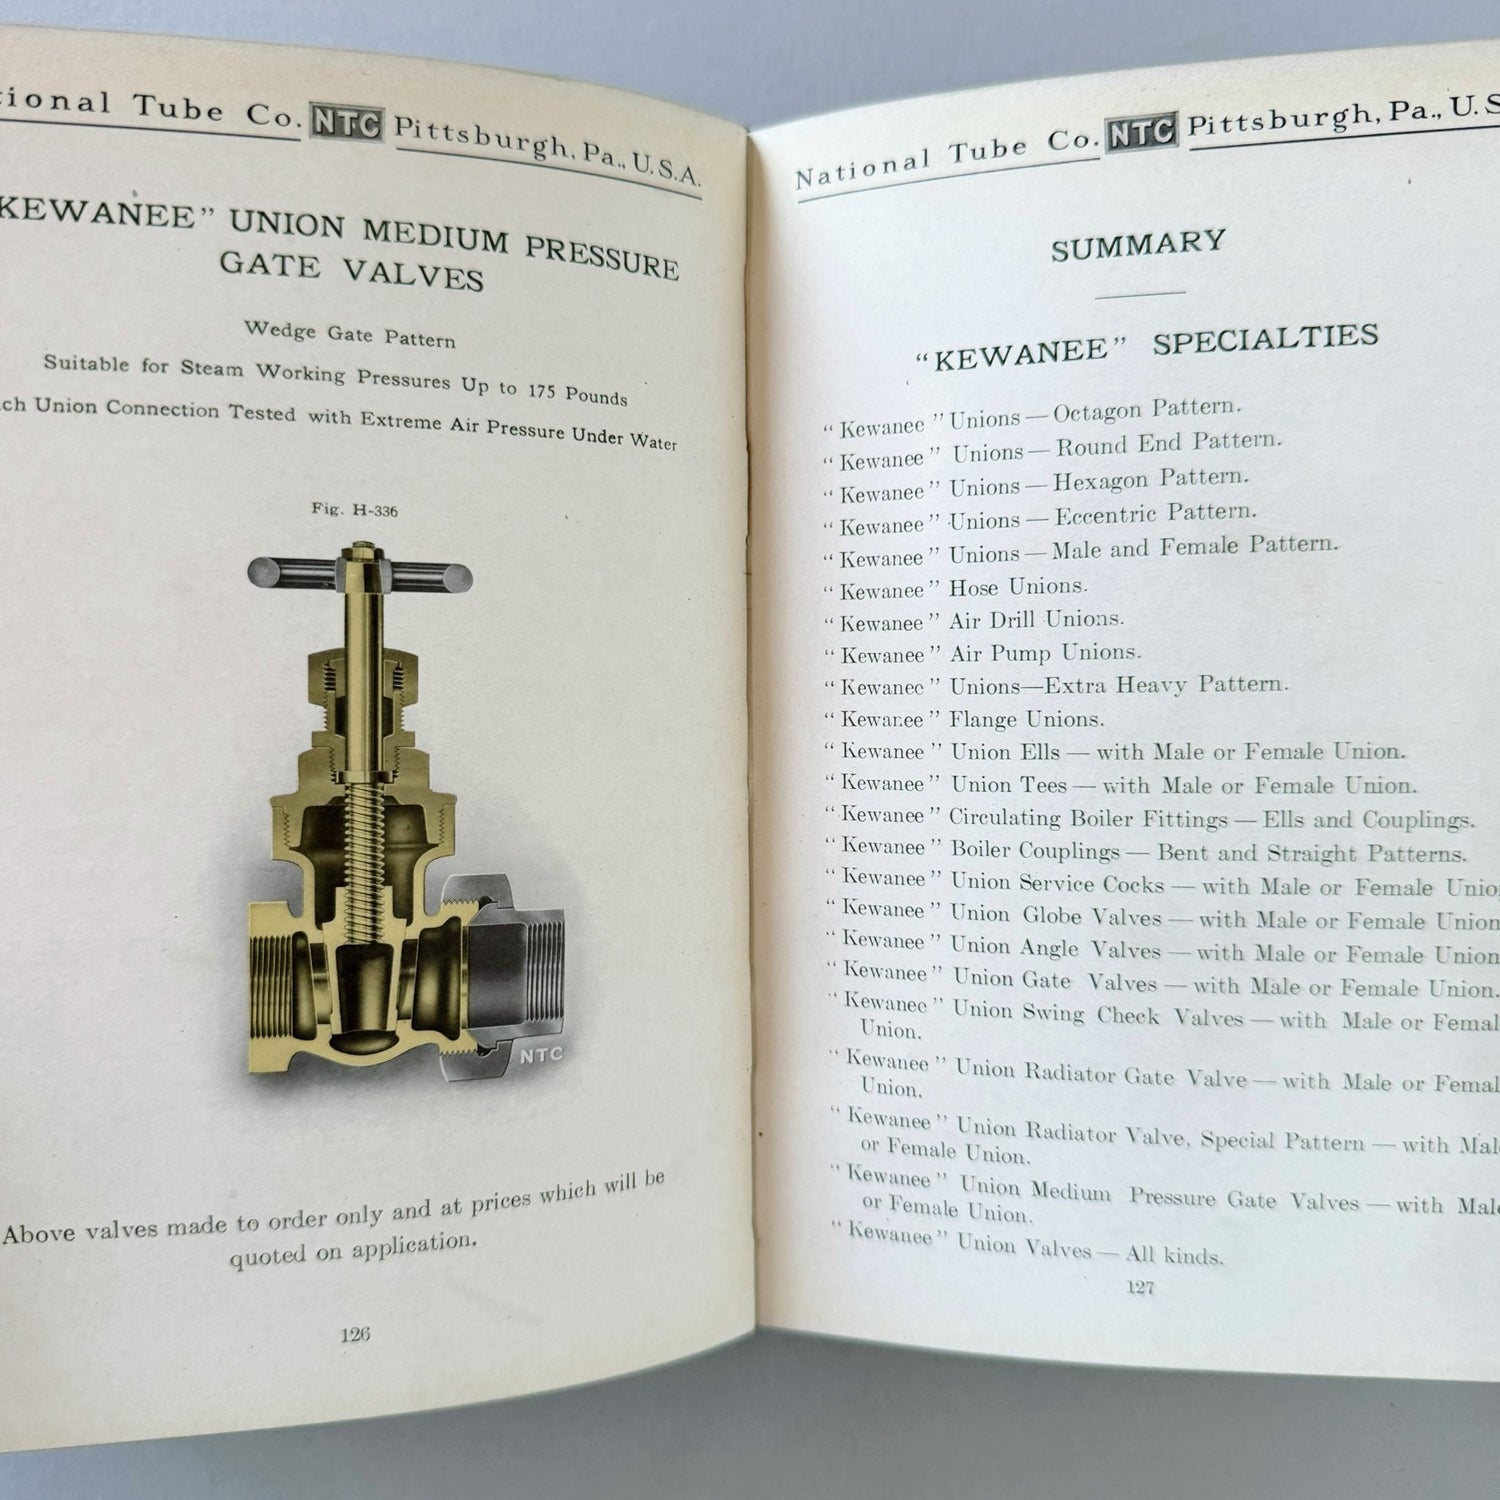 tional Tube Co. NTC Pittsburgh, Pa., U.S.A.
KEWANEE” UNION MEDIUM PRESSURE
GATE VALVES
Wedge Gate Pattern
Suitable for Steam Working Pressures Up to 175 Pounds
ch Union Connection Tested with Extreme Air Pressure Under Water
Fig. H-336
NTC
Above valves made to order only and at prices which will be
quoted on application.
126
National Tube Co. NTC Pittsburgh, Pa., U.S
SUMMARY
“KEWANEE” SPECIALTIES
“Kewanee” Unions — Octagon Pattern.
“Kewanee” Unions — Round End Pattern.
“Kewanee” Unions — Hexagon Pattern.
“Kewanee” Unions — Eccentric Pattern.
“Kewanee” Unions — Male and Female Pattern.
“Kewanee” Hose Unions.
“Kewanee” Air Drill Unions.
“Kewanee” Air Pump Unions.
“Kewanee” Unions—Extra Heavy Pattern.
“Kewanee” Flange Unions.
“Kewanee” Union Ells — with Male or Female Union.
“Kewanee” Union Tees — with Male or Female Union.
“Kewanee” Circulating Boiler Fittings — Ells and Couplings.
“Kewanee” Boiler Couplings — Bent and Straight Patterns.
“Kewanee” Union Service Cocks — with Male or Female Unio
“Kewanee” Union Globe Valves — with Male or Female Union
“Kewanee” Union Angle Valves — with Male or Female Union
“Kewanee” Union Gate Valves — with Male or Female Union.
“Kewanee” Union Swing Check Valves — with Male or Femal
Union.
“Kewanee” Union Radiator Gate Valve — with Male or Femal
Union.
“Kewanee” Union Radiator Valve, Special Pattern — with Mal
or Female Union.
“Kewanee” Union Medium Pressure Gate Valves — with Mal
or Female Union.
“Kewanee” Union Valves — All kinds.
127